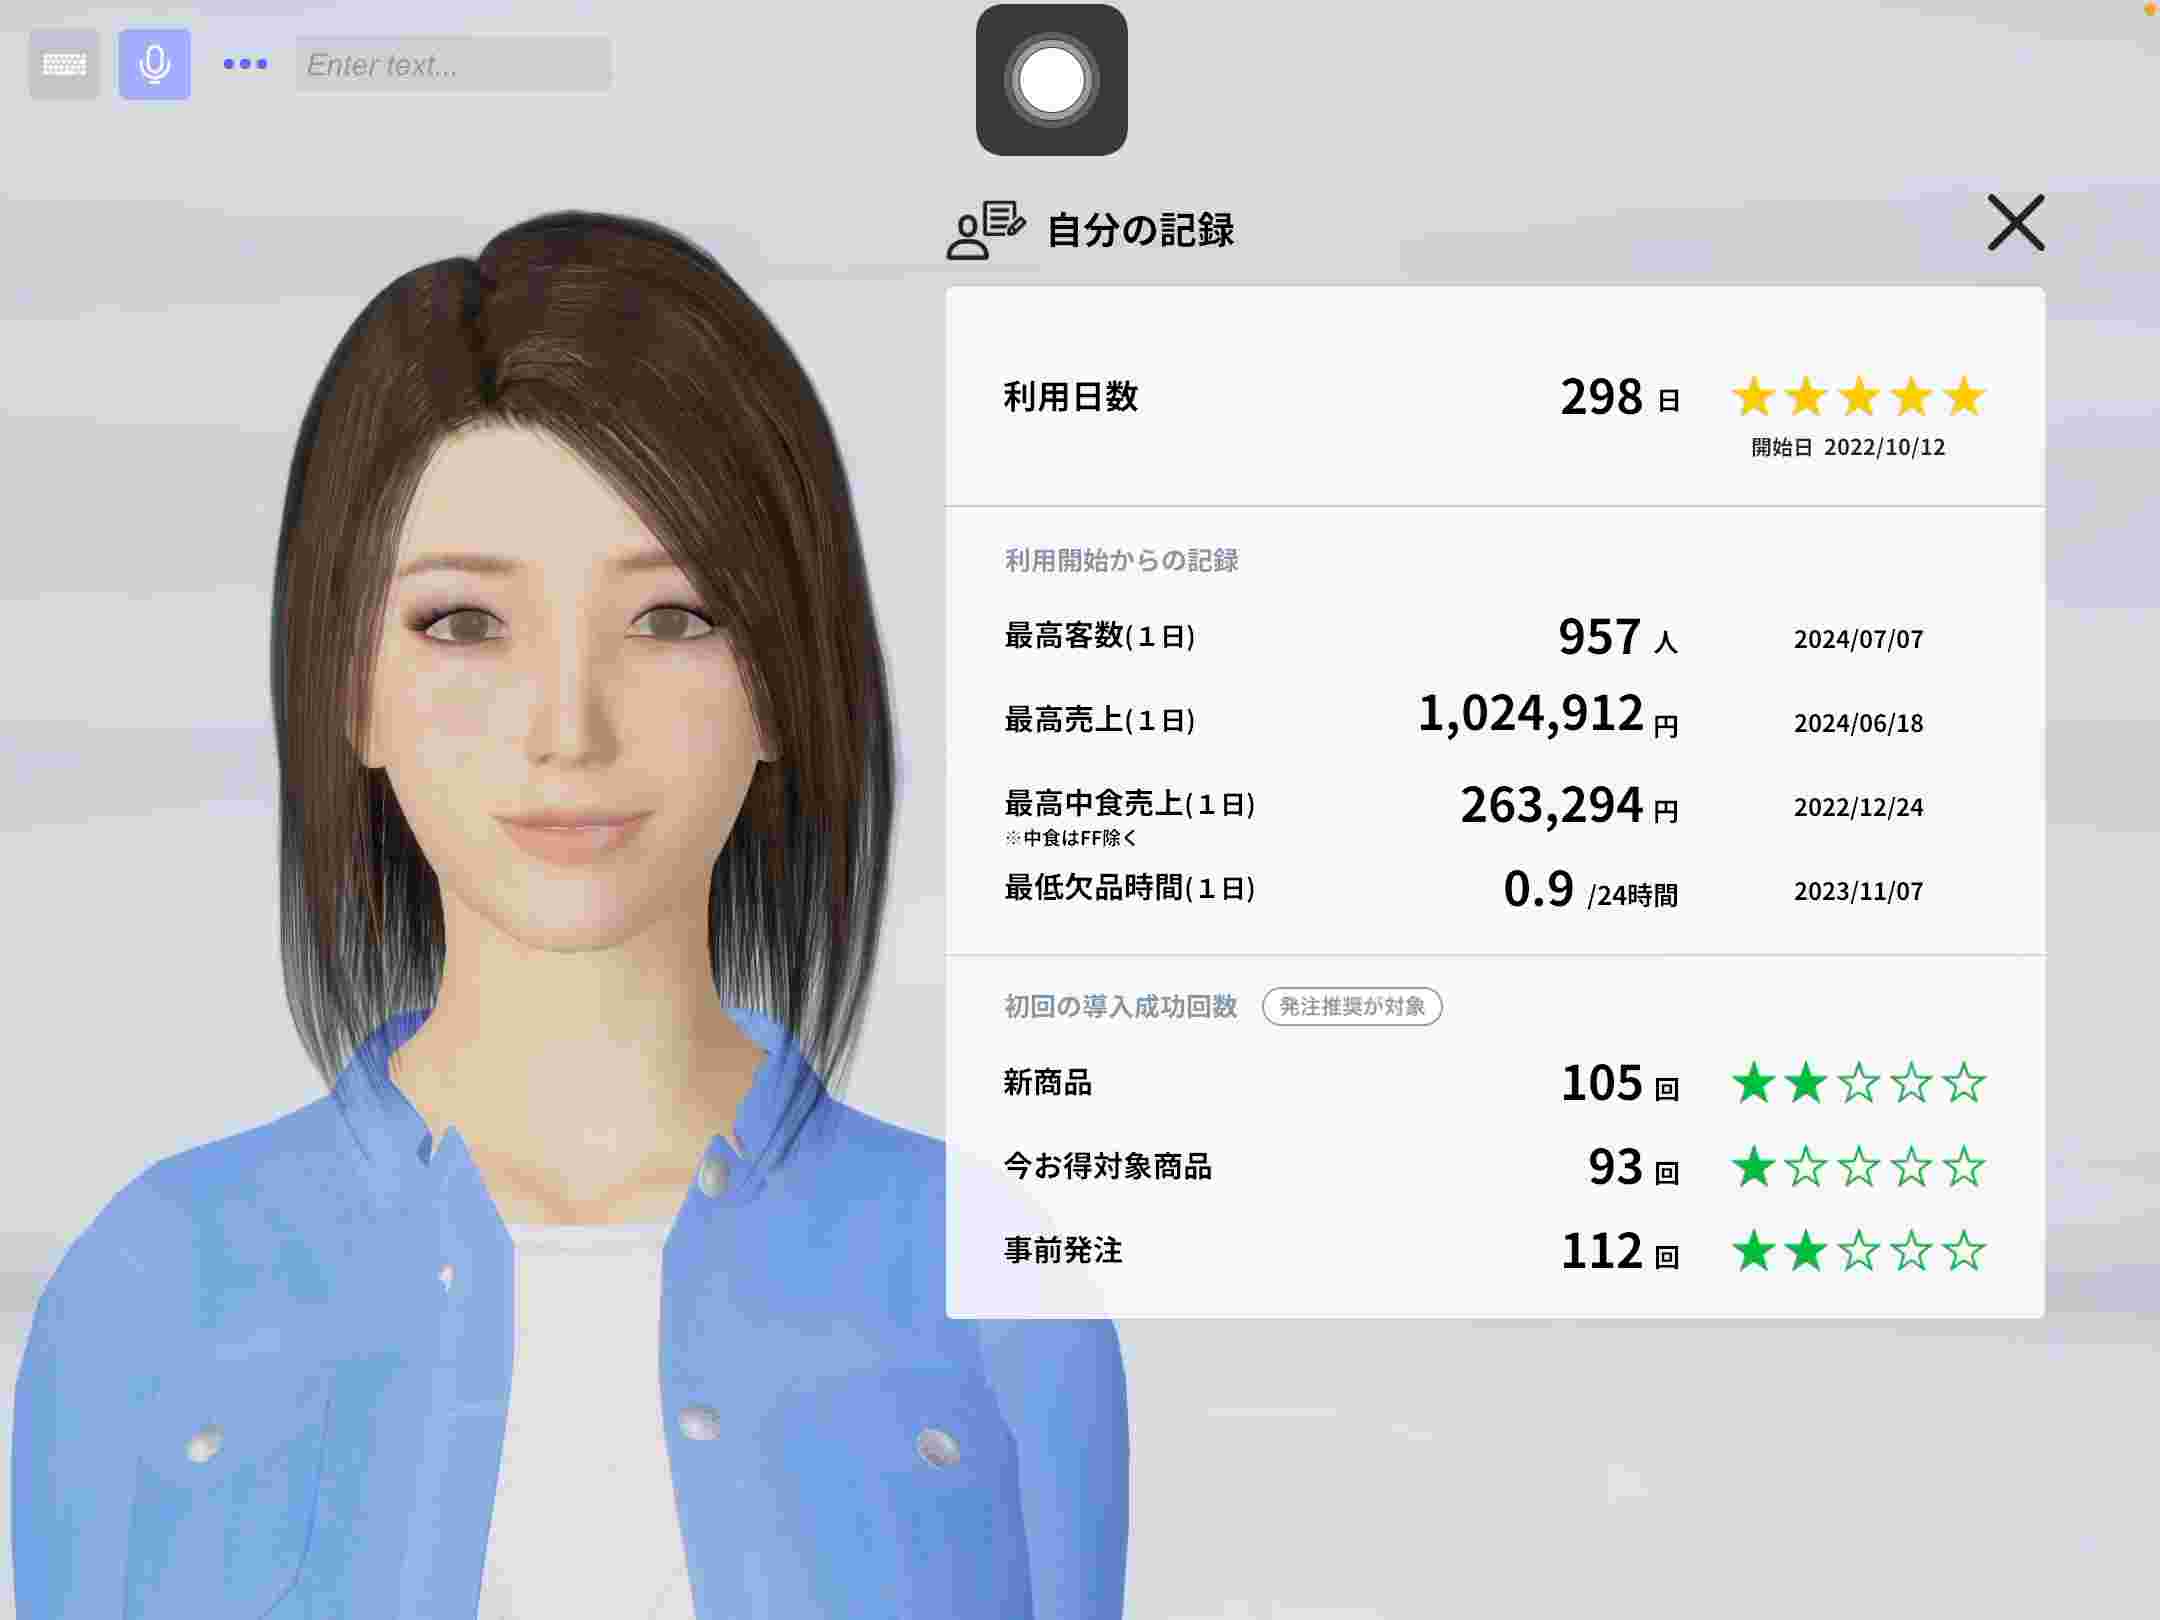 Enter text...
自分の記録
利用日数 298 日 ★★★★★
開始日 2022/10/12
利用開始からの記録
最高客数(1日) 957 人 2024/07/07
最高売上(1日) 1,024,912 円 2024/06/18
最高中食売上(1日) 263,294 円 2022/12/24
※中食はFF除く
最低欠品時間(1日) 0.9 /24時間 2023/11/07
初回の導入成功回数 発注推奨が対象
新商品 105 回 ★★☆☆☆
今お得対象商品 93 回 ★☆☆☆☆
事前発注 112 回 ★★☆☆☆